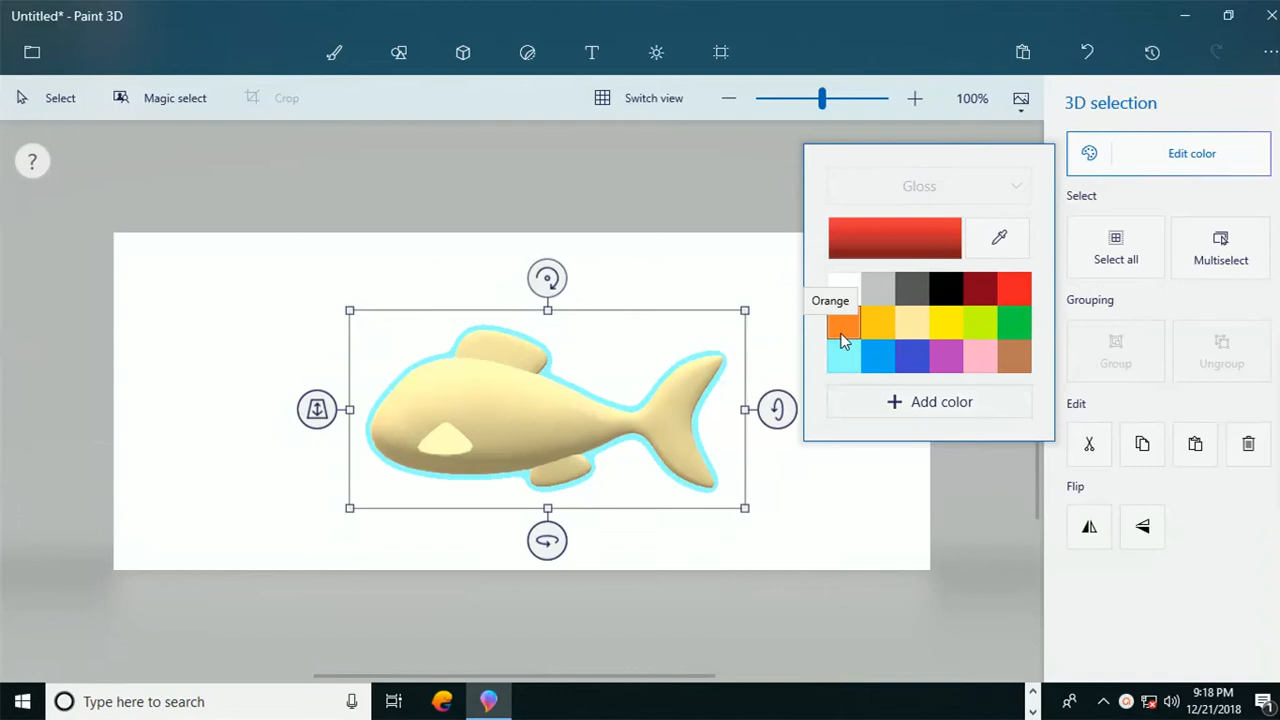 Untitled* - Paint 3D
Select
Magic select
Crop
Switch view
100%
3D selection
?
Gloss
Orange
Add color
Edit color
Select
Select all
Multiselect
Grouping
Group
Ungroup
Edit
Flip
Type here to search
9:18 PM
12/21/2018
1